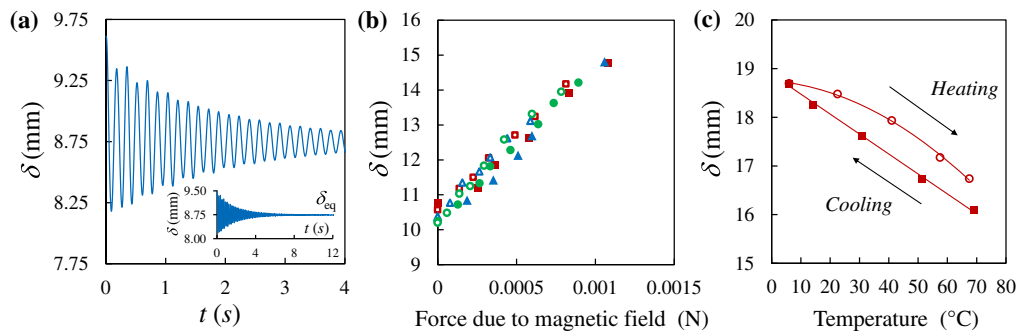 (a)
9.75
9.25
8.75
8.25
7.75
δ (mm)
0 1 2 3 4
t (s)
9.50
8.75
8.00
δ (mm)
δeq
t (s)
0 4 8 12
(b)
16
15
14
13
12
11
10
9
δ (mm)
0 0.0005 0.001 0.0015
Force due to magnetic field (N)
(c)
20
19
18
17
16
15
δ (mm)
Heating
Cooling
0 10 20 30 40 50 60 70 80
Temperature (°C)